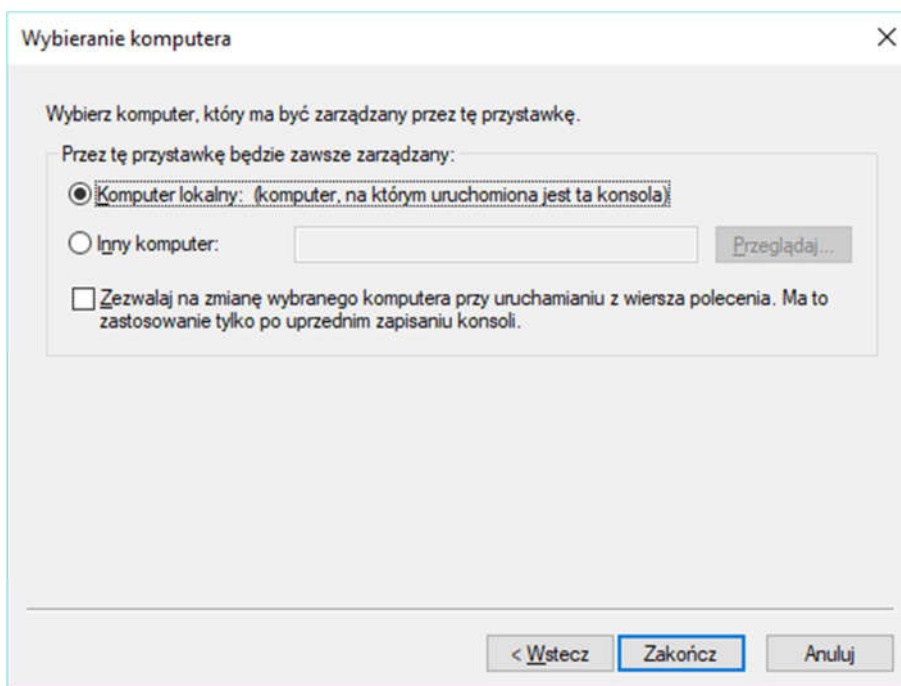 Wybieranie komputera
Wybierz komputer, który ma być zarządzany przez tę przystawkę.
Przez tę przystawkę będzie zawsze zarządzany:
Komputer lokalny: (komputer, na którym uruchomiona jest ta konsola)
Inny komputer:
Przeglądaj...
Zezwalaj na zmianę wybranego komputera przy uruchamianiu z wiersza polecenia. Ma to
zastosowanie tylko po uprzednim zapisaniu konsoli.
< Wstecz
Zakończ
Anuluj